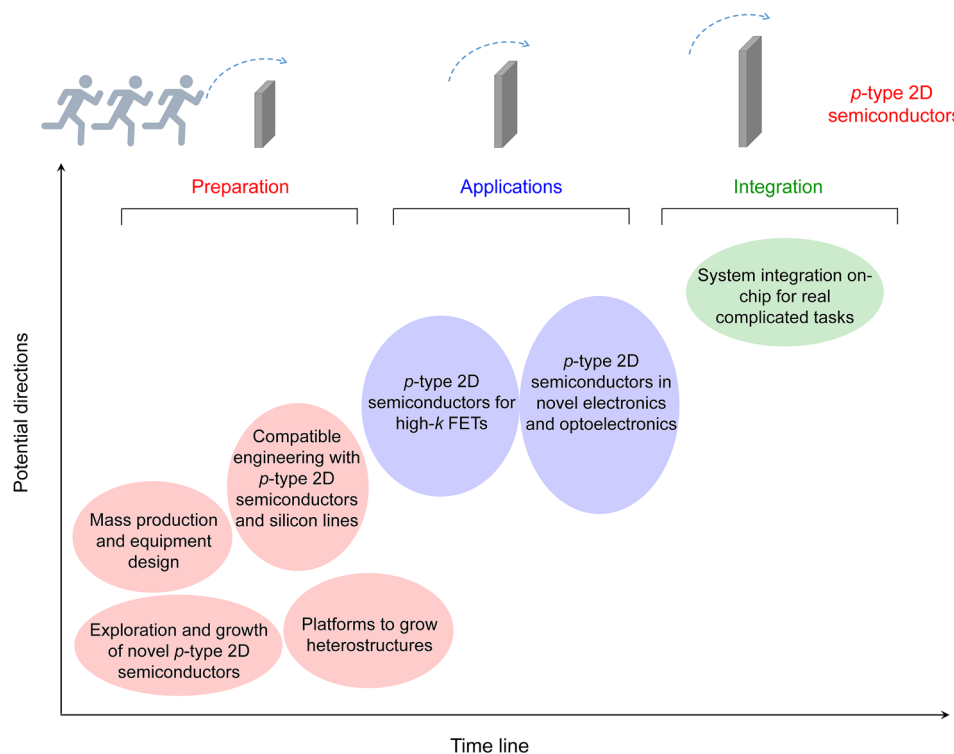 p-type 2D
semiconductors
Preparation
Applications
Integration
System integration on-
chip for real
complicated tasks
p-type 2D
semiconductors for
high-k FETs
p-type 2D
semiconductors in
novel electronics
and optoelectronics
Compatible
engineering with
p-type 2D
semiconductors
and silicon lines
Mass production
and equipment
design
Exploration and growth
of novel p-type 2D
semiconductors
Platforms to grow
heterostructures
Potential directions
Time line